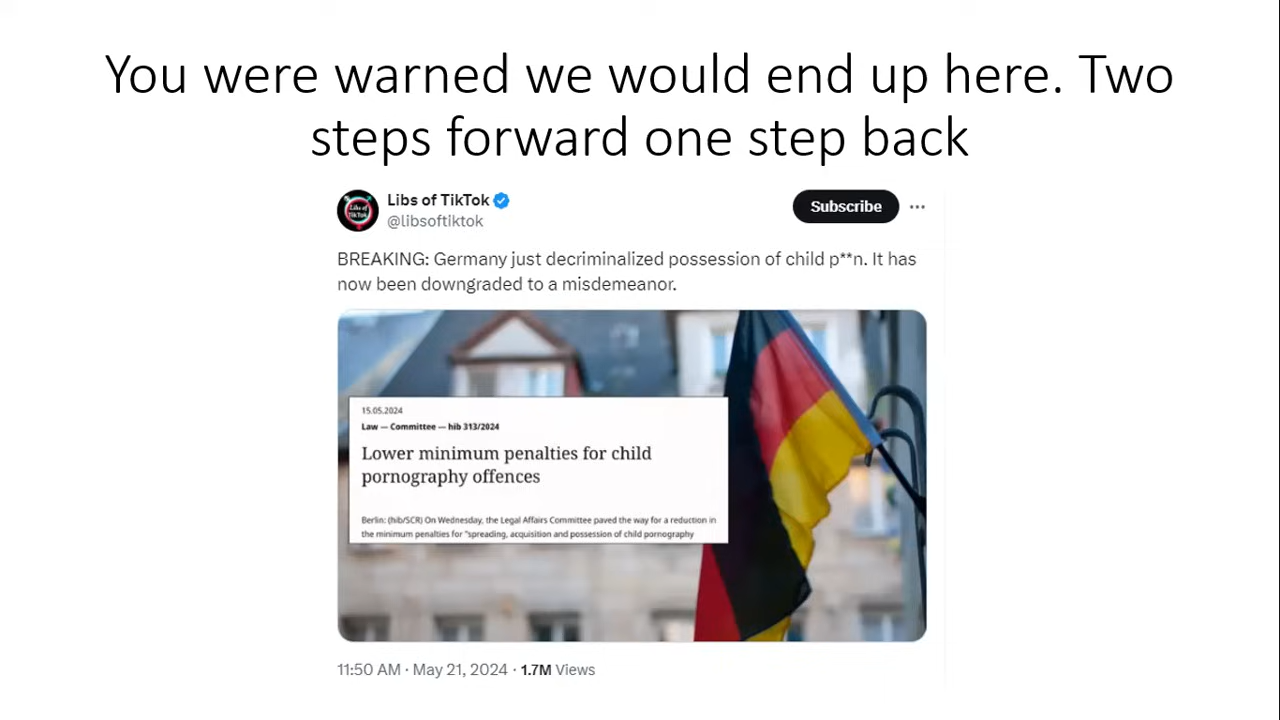 You were warned we would end up here. Two
steps forward one step back
Libs of TikTok
@libsoftiktok
Subscribe
BREAKING: Germany just decriminalized possession of child p**n. It has
now been downgraded to a misdemeanor.
15.05.2024
Law — Committee — hib 313/2024
Lower minimum penalties for child
pornography offences
Berlin: (hib/SCR) On Wednesday, the Legal Affairs Committee paved the way for a reduction in
the minimum penalties for "spreading, acquisition and possession of child pornography
11:50 AM · May 21, 2024 · 1.7M Views